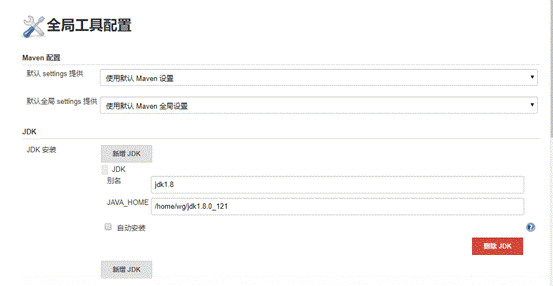 全局工具配置
Maven 配置
默认 settings 提供 使用默认 Maven 设置
默认全局 settings 提供 使用默认 Maven 全局设置
JDK
JDK 安装 新增 JDK
JDK
别名 jdk1.8
JAVA_HOME /home/wg/jdk1.8.0_121
自动安装
删除 JDK
新增 JDK